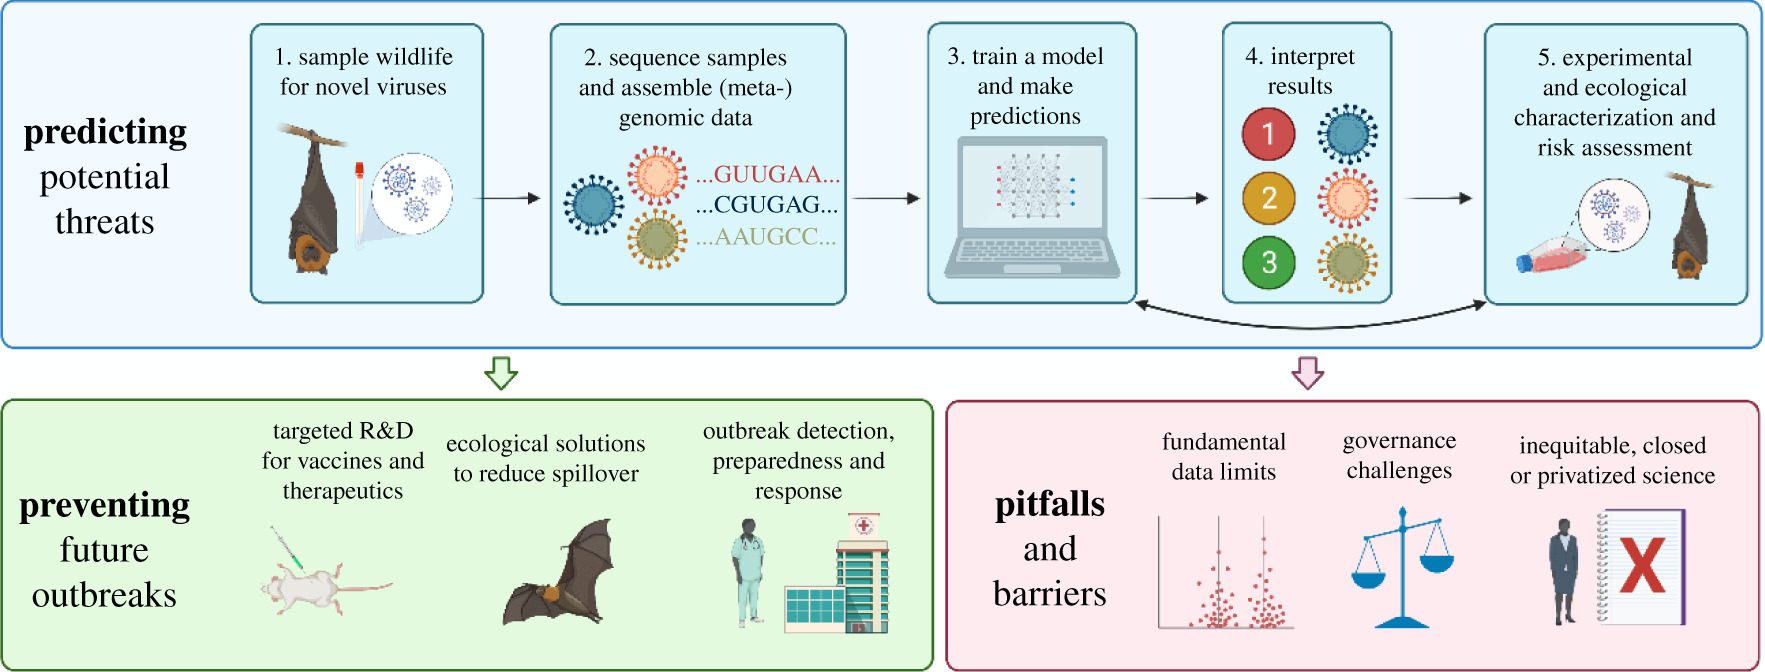 predicting
potential
threats
1. sample wildlife
for novel viruses
2. sequence samples
and assemble (meta-)
genomic data
...GUUGAA...
...CGUGAG...
...AAUGCC...
3. train a model
and make
predictions
4. interpret
results
1
2
3
5. experimental
and ecological
characterization and
risk assessment
preventing
future
outbreaks
targeted R&D
for vaccines and
therapeutics
ecological solutions
to reduce spillover
outbreak detection,
preparedness and
response
pitfalls
and
barriers
fundamental
data limits
governance
challenges
inequitable, closed
or privatized science
X